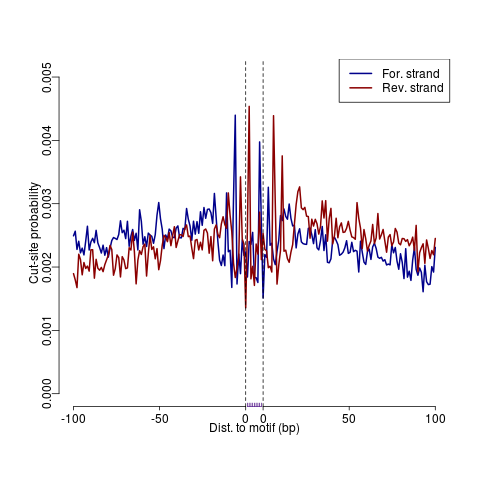 For. strand
Rev. strand
0.005
0.004
0.003
0.002
0.001
0.000
Cut-site probability
-100 -50 0 0 50 100
Dist. to motif (bp)